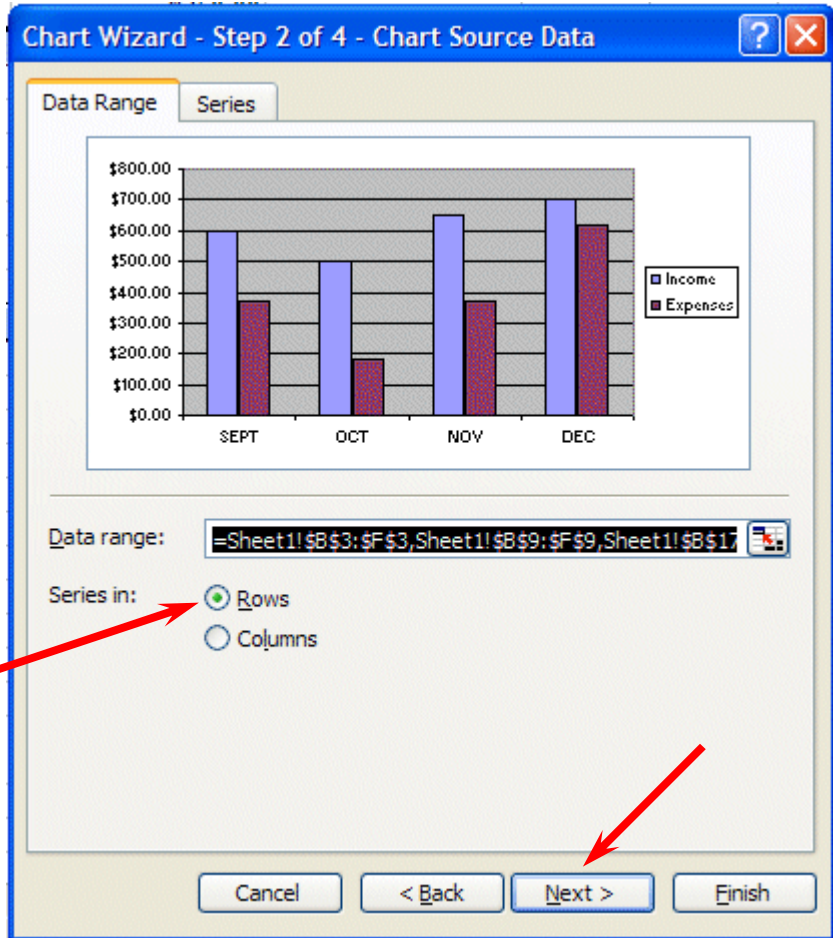 Chart Wizard - Step 2 of 4 - Chart Source Data
Data Range Series
$800.00
$700.00
$600.00
$500.00
$400.00
$300.00
$200.00
$100.00
$0.00
SEPT OCT NOV DEC
Income
Expenses
Data range: =Sheet1!$B$3:$F$3,Sheet1!$B$9:$F$9,Sheet1!$B$17
Series in: Rows
Columns
Cancel < Back Next > Finish